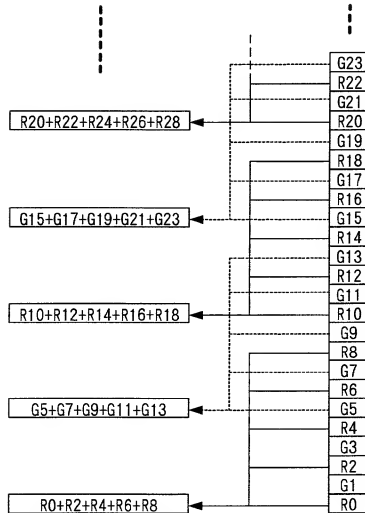 G23
R22
G21
R20+R22+R24+R26+R28 R20
G19
R18
G17
R16
G15+G17+G19+G21+G23 G15
R14
G13
R12
G11
R10+R12+R14+R16+R18 R10
G9
R8
G7
R6
G5+G7+G9+G11+G13 G5
R4
G3
R2
G1
R0+R2+R4+R6+R8 R0